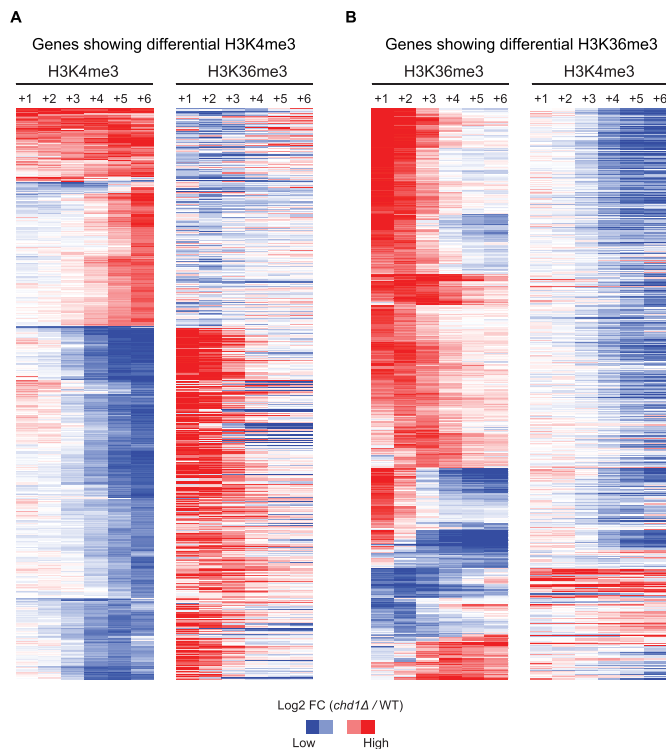 A
Genes showing differential H3K4me3
H3K4me3 H3K36me3
+1 +2 +3 +4 +5 +6 +1 +2 +3 +4 +5 +6
B
Genes showing differential H3K36me3
H3K36me3 H3K4me3
+1 +2 +3 +4 +5 +6 +1 +2 +3 +4 +5 +6
Log2 FC (chd1Δ / WT)
Low High